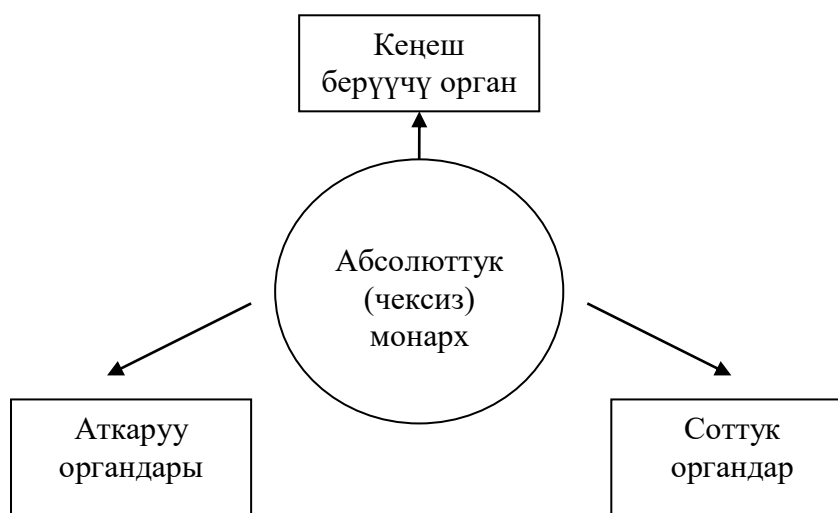 Кеңеш
берүүчү орган
Абсолюттук
(чексиз)
монарх
Аткаруу
органдары
Соттук
органдар